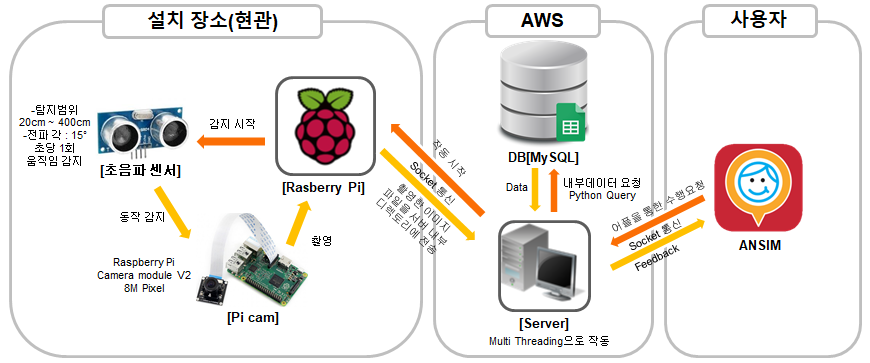 설치 장소(현관)
-탐지범위
20cm ~ 400cm
-전파 각 : 15°
초당 1회
움직임 감지
[초음파 센서]
감지 시작
[Rasberry Pi]
동작 감지
촬영
Raspberry Pi
Camera module V2
8M Pixel
[Pi cam]
작동 시작
Socket 통신
촬영한 이미지
파일을 서버 내부
디렉토리에 전송
AWS
DB[MySQL]
Data
내부데이터 요청
Python Query
[Server]
Multi Threading으로 작동
사용자
어플을 통한 수행요청
Socket 통신
Feedback
ANSIM